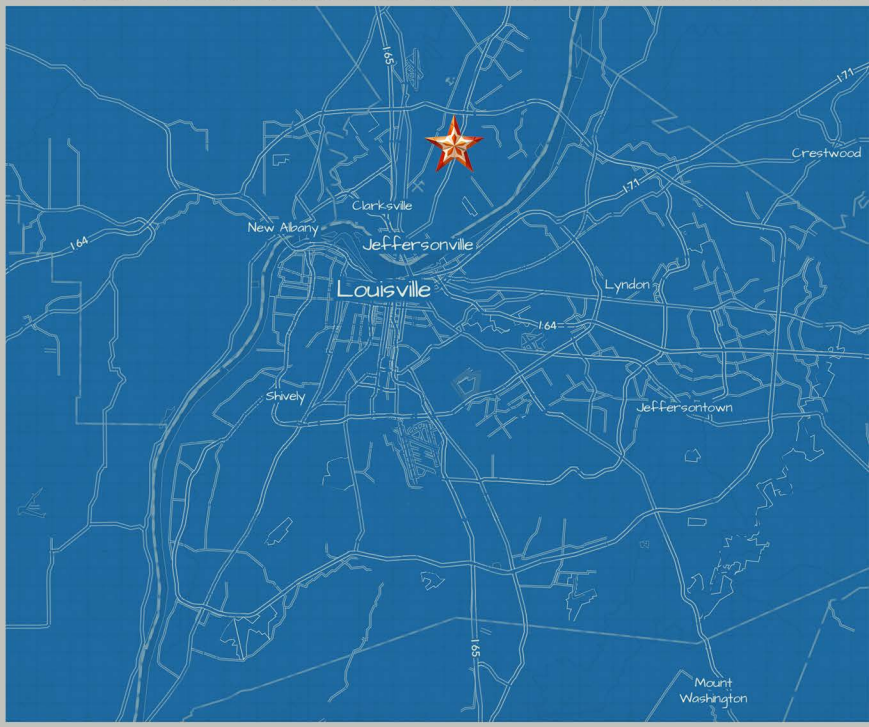 I 65
I 71
Crestwood
I 71
Clarksville
New Albany
Jeffersonville
I 64
Lyndon
Louisville
I 64
Shively
Jeffersontown
I 65
Mount
Washington